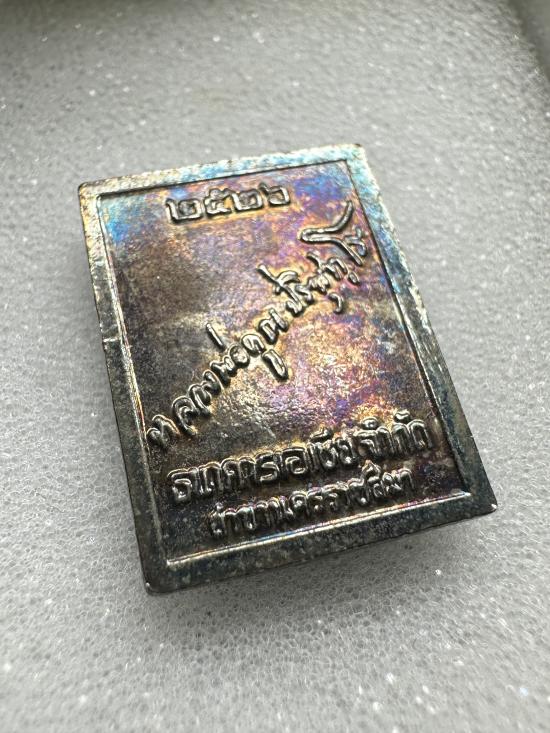 ๒๕๒๖
หลวงพ่อคูณ ปริสุทฺโธ
ธนาคารเอเซีย จำกัด
สาขานครราชสีมา